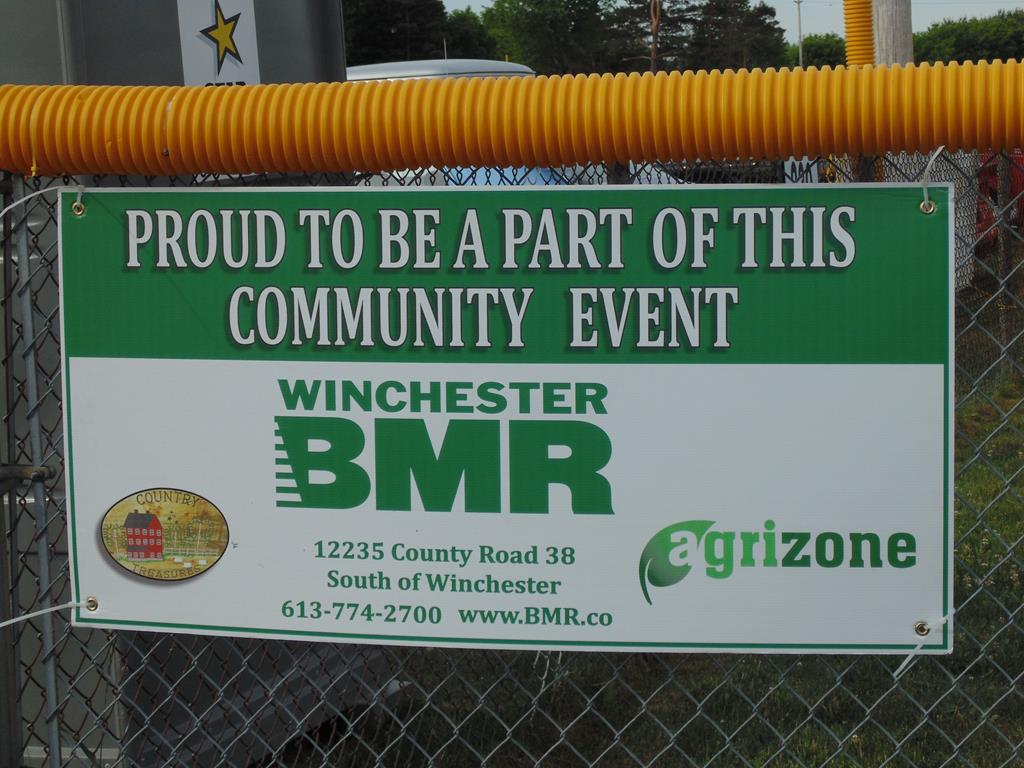 PROUD TO BE A PART OF THIS
COMMUNITY EVENT
WINCHESTER
BMR
COUNTRY
TREASURES
12235 County Road 38
South of Winchester
613-774-2700 www.BMR.co
agrizone